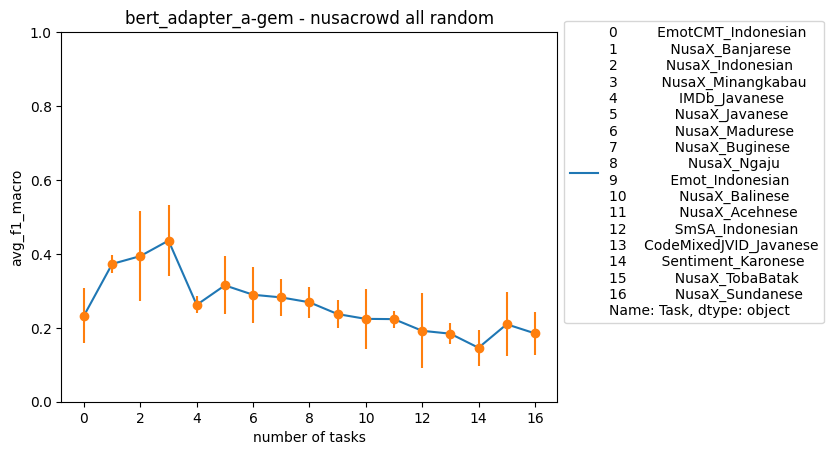 bert_adapter_a-gem - nusacrowd all random
1.0
0.8
0.6
0.4
0.2
0.0
avg_f1_macro
0 2 4 6 8 10 12 14 16
number of tasks
0 EmotCMT_Indonesian
1 NusaX_Banjarese
2 NusaX_Indonesian
3 NusaX_Minangkabau
4 IMDb_Javanese
5 NusaX_Javanese
6 NusaX_Madurese
7 NusaX_Buginese
8 NusaX_Ngaju
9 Emot_Indonesian
10 NusaX_Balinese
11 NusaX_Acehnese
12 SmSA_Indonesian
13 CodeMixedJVID_Javanese
14 Sentiment_Karonese
15 NusaX_TobaBatak
16 NusaX_Sundanese
Name: Task, dtype: object